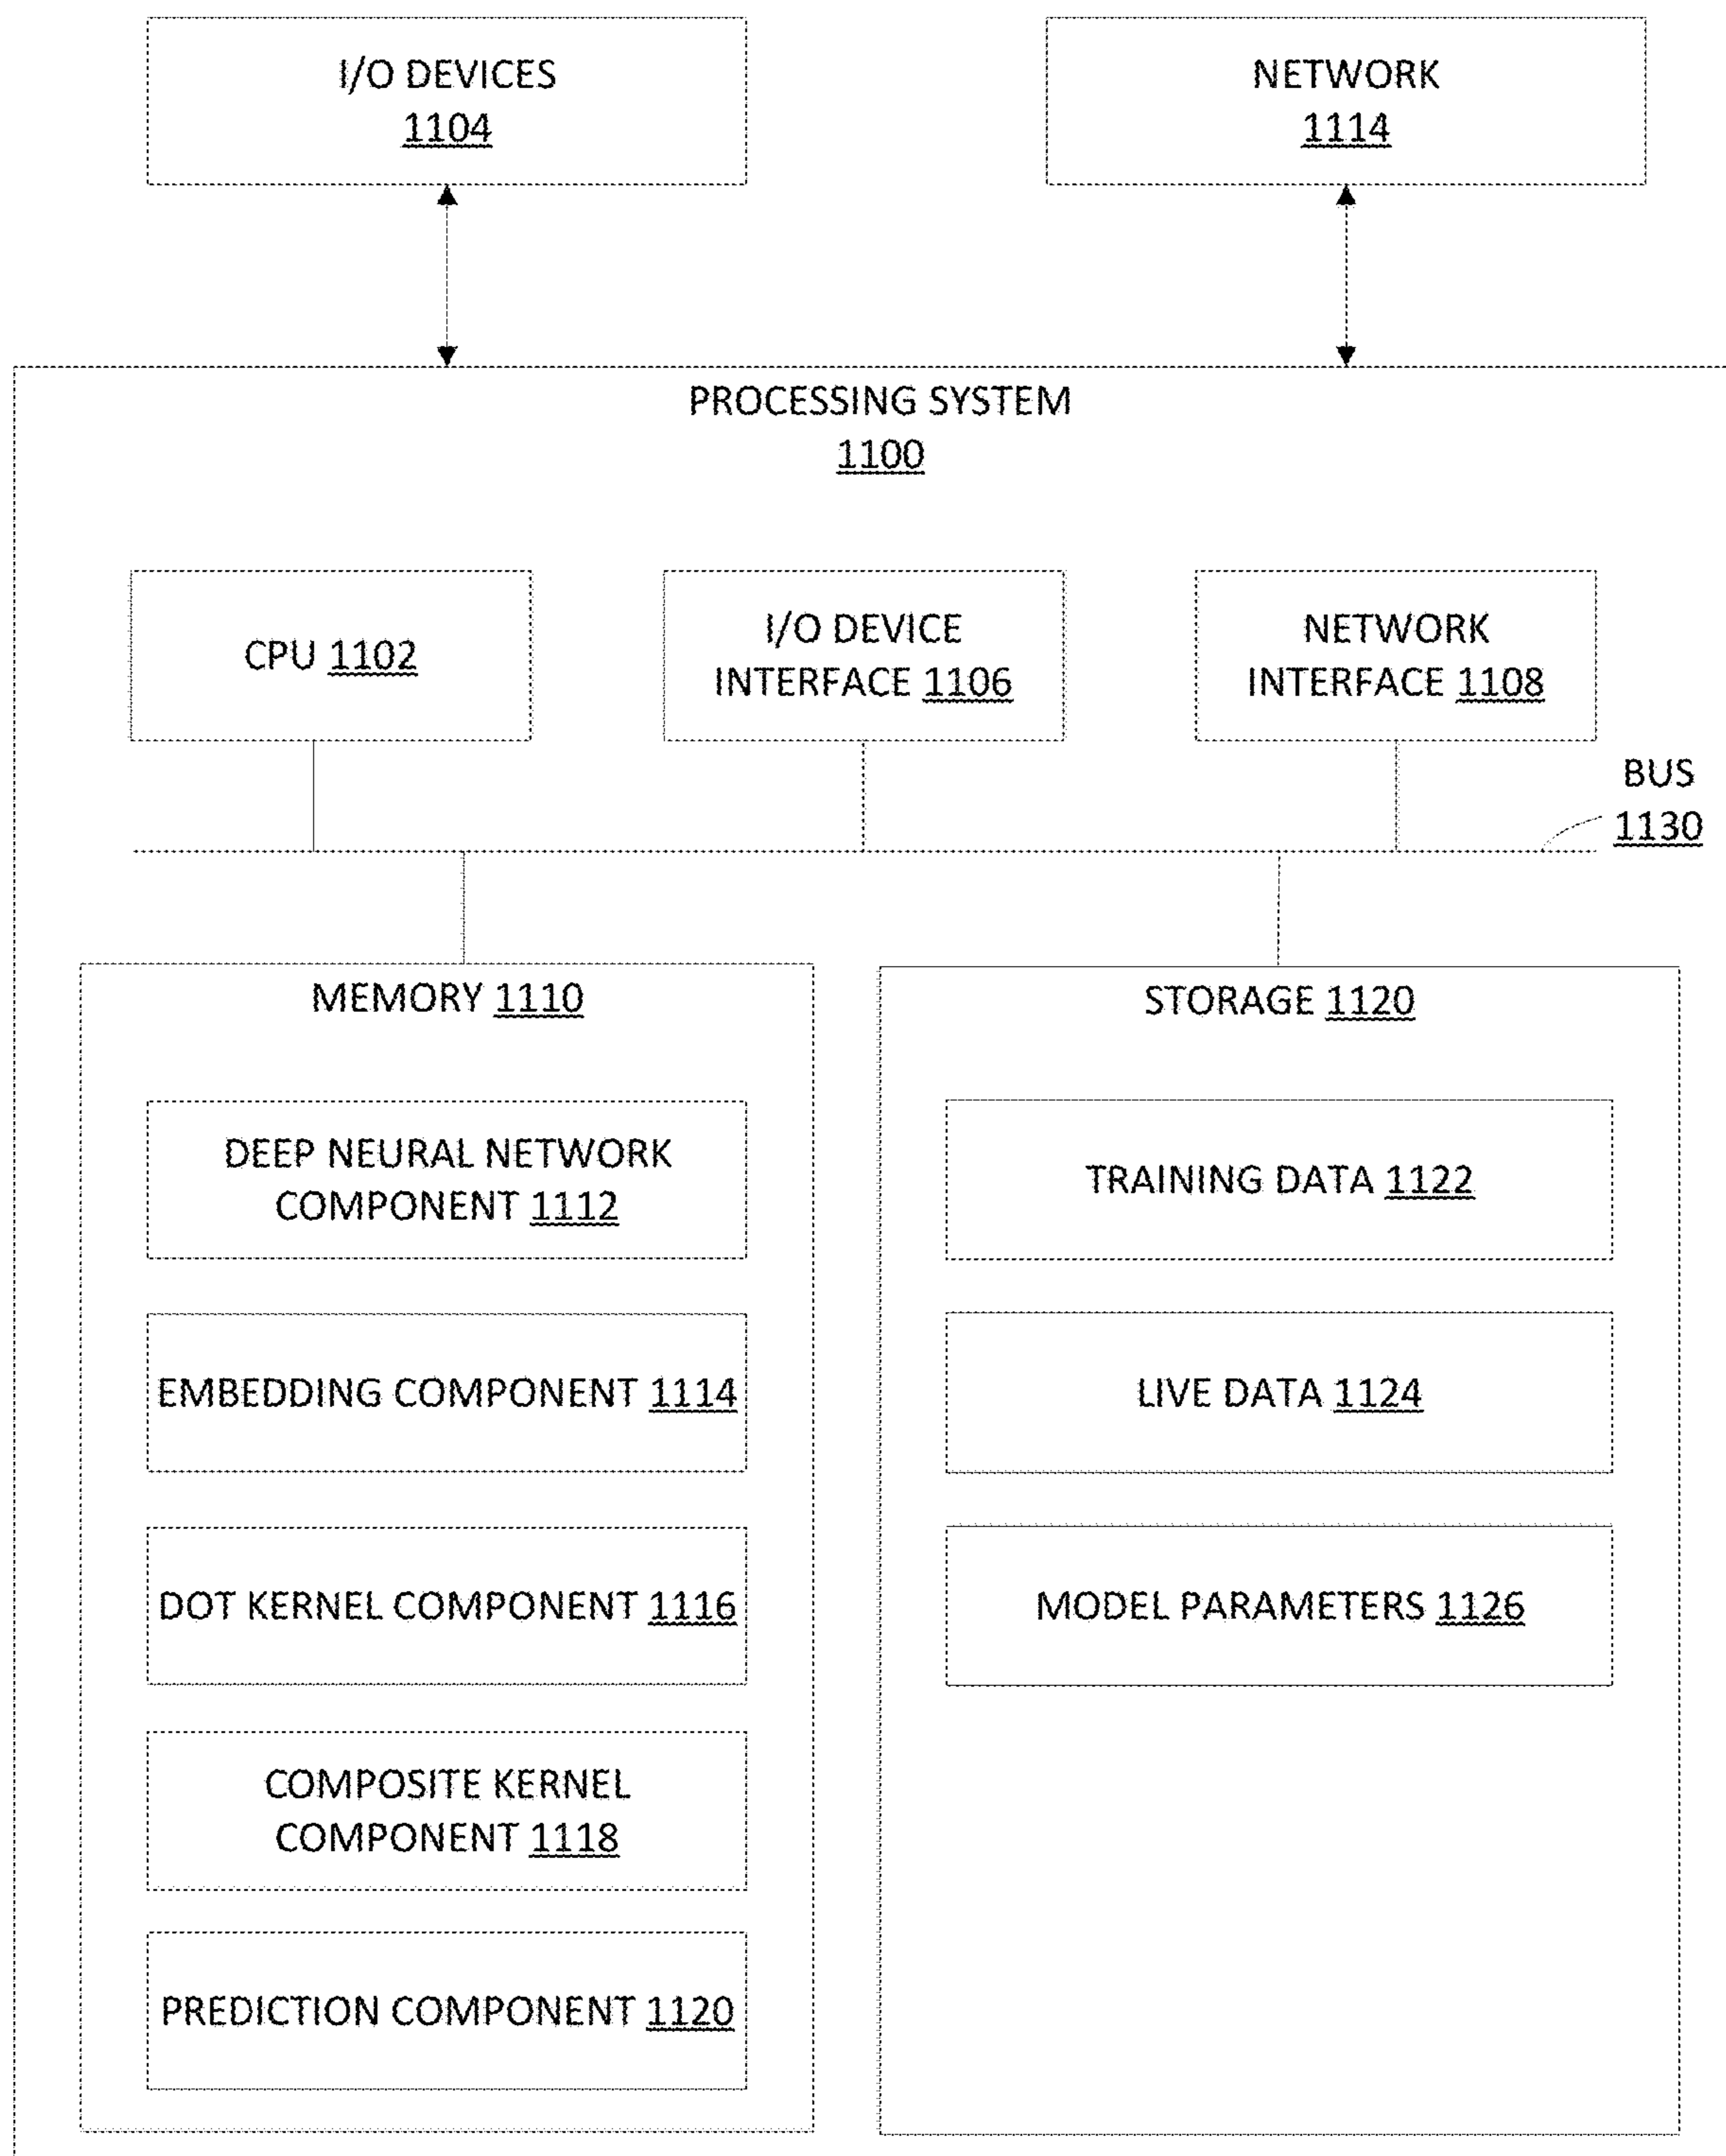 I/O DEVICES
1104
NETWORK
1114
PROCESSING SYSTEM
1100
CPU 1102
I/O DEVICE
INTERFACE 1106
NETWORK
INTERFACE 1108
BUS
1130
MEMORY 1110
DEEP NEURAL NETWORK
COMPONENT 1112
EMBEDDING COMPONENT 1114
DOT KERNEL COMPONENT 1116
COMPOSITE KERNEL
COMPONENT 1118
PREDICTION COMPONENT 1120
STORAGE 1120
TRAINING DATA 1122
LIVE DATA 1124
MODEL PARAMETERS 1126